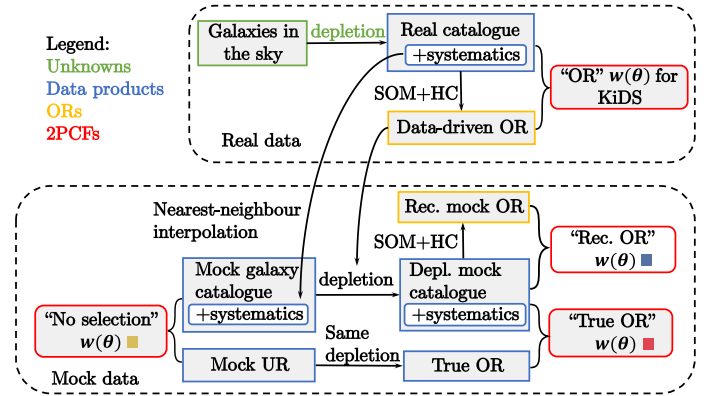 Legend:
Unknowns
Data products
ORs
2PCFs
Galaxies in
the sky
depletion
Real catalogue
+systematics
SOM+HC
Data-driven OR
“OR” w(θ) for
KiDS
Real data
Nearest-neighbour
interpolation
Rec. mock OR
SOM+HC
Mock galaxy
catalogue
+systematics
depletion
Depl. mock
catalogue
+systematics
“Rec. OR”
w(θ)
“No selection”
w(θ)
Same
depletion
“True OR”
w(θ)
Mock UR
True OR
Mock data